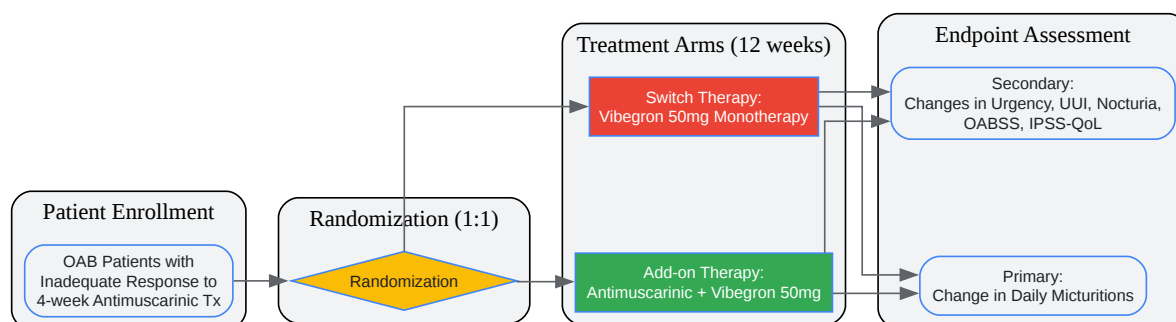 Patient Enrollment
OAB Patients with
Inadequate Response to
4-week Antimuscarinic Tx
Randomization (1:1)
Randomization
Treatment Arms (12 weeks)
Switch Therapy:
Vibegron 50mg Monotherapy
Add-on Therapy:
Antimuscarinic + Vibegron 50mg
Endpoint Assessment
Secondary:
Changes in Urgency, UUI, Nocturia,
OABSS, IPSS-QoL
Primary:
Change in Daily Micturitions